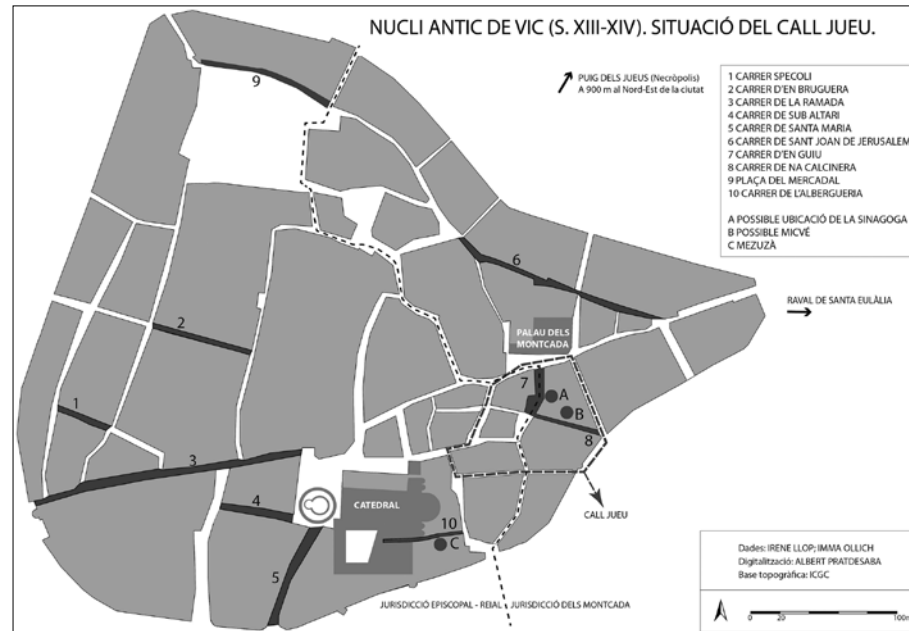 NUCLI ANTIC DE VIC (S. XIII-XIV). SITUACIÓ DEL CALL JUEU.
PUIG DELS JUEUS (Necròpolis)
A 900 m al Nord-Est de la ciutat
1 CARRER SPECOLI
2 CARRER D'EN BRUGUERA
3 CARRER DE LA RAMADA
4 CARRER DE SUB ALTARI
5 CARRER DE SANTA MARIA
6 CARRER DE SANT JOAN DE JERUSALEM
7 CARRER D'EN GUIU
8 CARRER DE NA CALCINERA
9 PLAÇA DEL MERCADAL
10 CARRER DE L'ALBERGUERIA
A POSSIBLE UBICACIÓ DE LA SINAGOGA
B POSSIBLE MICVÉ
C MEZUZÀ
9
6
RAVAL DE SANTA EULÀLIA
2
PALAU DELS
MONTCADA
7
A
B
1
8
3
4
CATEDRAL
CALL JUEU
10
C
5
JURISDICCIÓ EPISCOPAL - REIAL
JURISDICCIÓ DELS MONTCADA
Dades: IRENE LLOP; IMMA OLLICH
Digitalització: ALBERT PRATDESABA
Base topogràfica: ICGC
0 20 100m